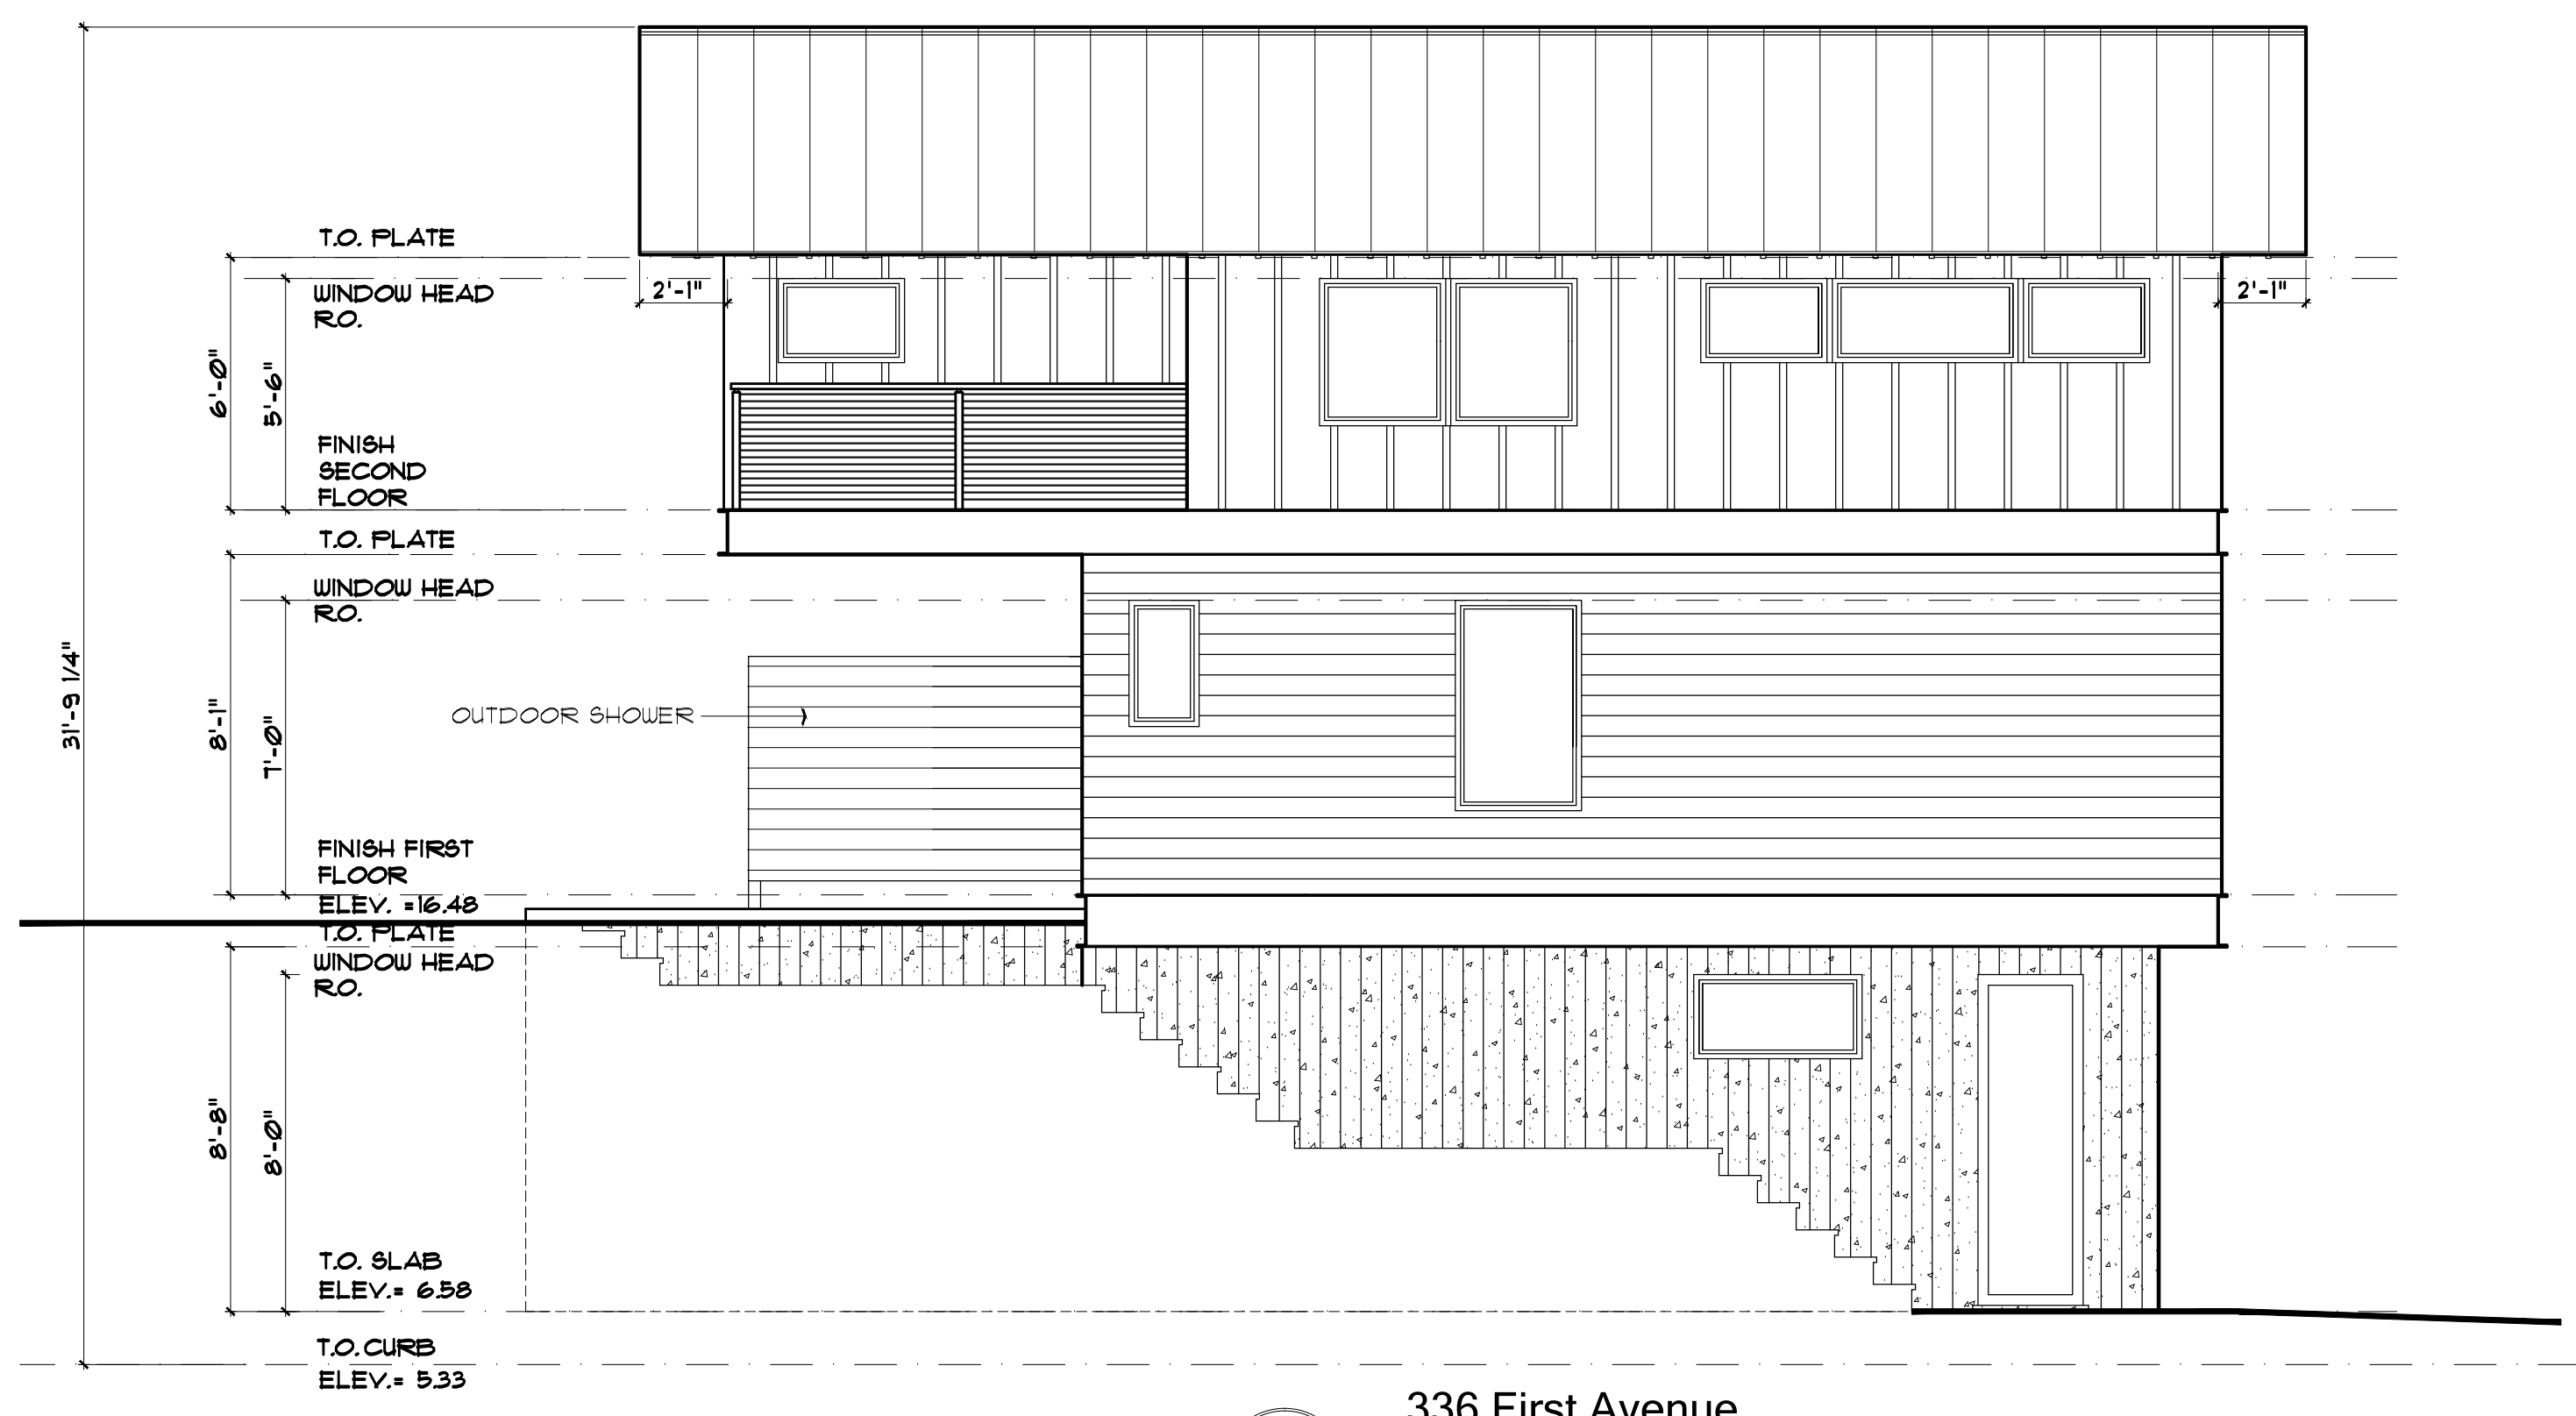 T.O. PLATE
2'-1"
2'-1"
WINDOW HEAD
R.O.
6'-0"
5'-6"
FINISH
SECOND
FLOOR
T.O. PLATE
WINDOW HEAD
R.O.
31'-9 1/4"
8'-1"
7'-0"
OUTDOOR SHOWER
FINISH FIRST
FLOOR
ELEV. =16.48
T.O. PLATE
WINDOW HEAD
R.O.
8'-8"
8'-0"
T.O. SLAB
ELEV.= 6.58
T.O. CURB
ELEV.= 5.33
336 First Avenue